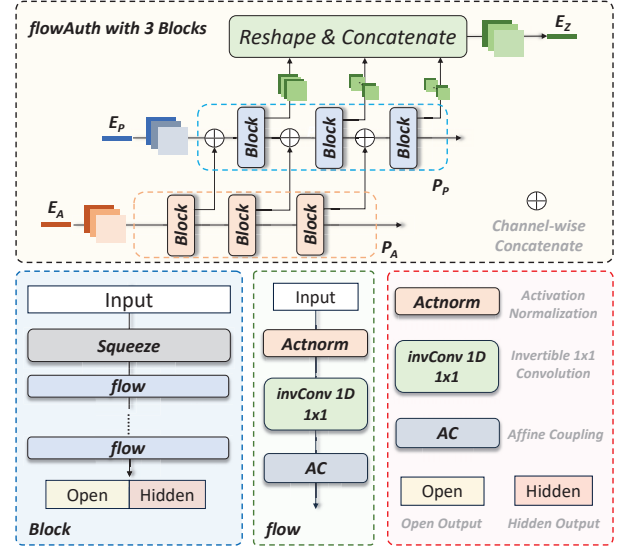 flowAuth with 3 Blocks
Reshape & Concatenate
E_Z
E_P
Block
Block
Block
P_P
E_A
Block
Block
Block
P_A
Channel-wise
Concatenate
Input
Squeeze
flow
flow
Open
Hidden
Block
Input
Actnorm
invConv 1D
1x1
AC
flow
Actnorm
Activation
Normalization
invConv 1D
1x1
Invertible 1x1
Convolution
AC
Affine Coupling
Open
Hidden
Open Output
Hidden Output